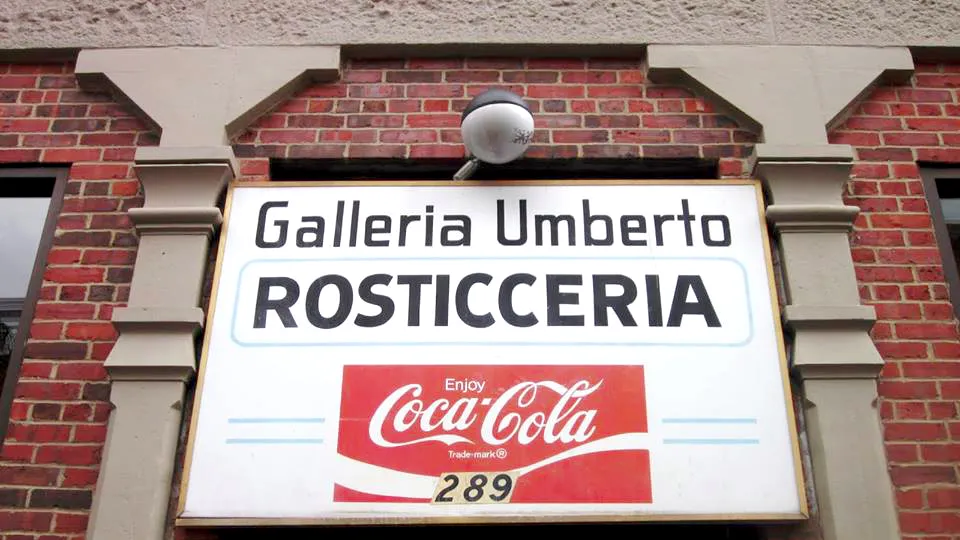 Galleria Umberto
ROSTICCERIA
Enjoy
Coca-Cola
Trade-mark®
289